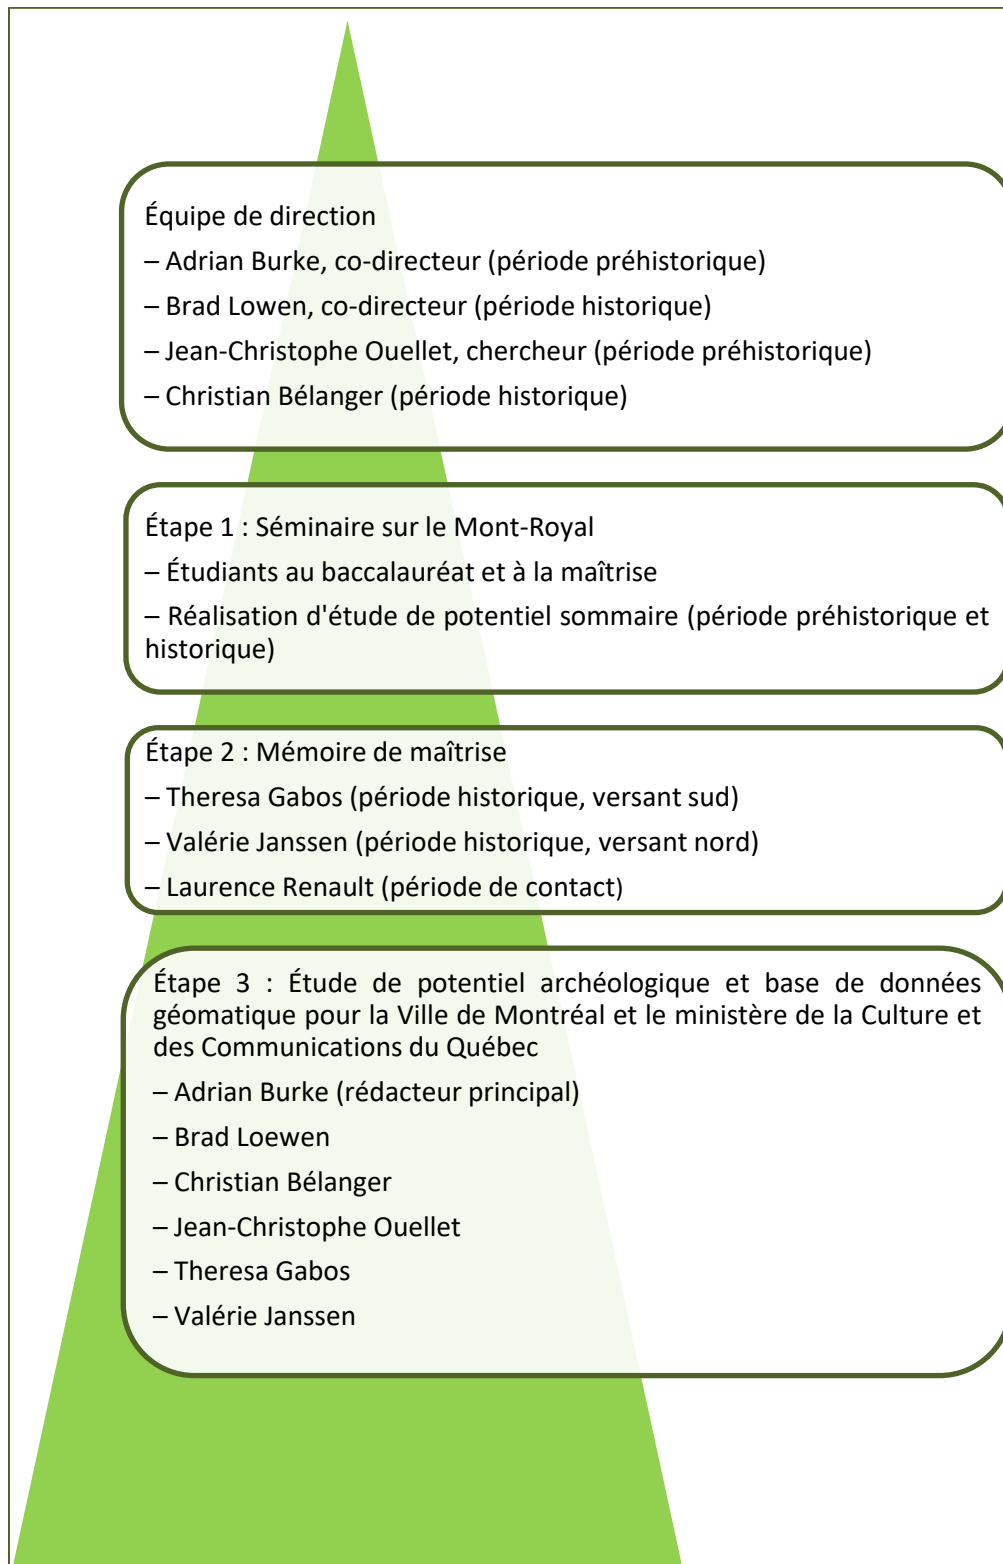 Équipe de direction
– Adrian Burke, co-directeur (période préhistorique)
– Brad Lowen, co-directeur (période historique)
– Jean-Christophe Ouellet, chercheur (période préhistorique)
– Christian Bélanger (période historique)
Étape 1 : Séminaire sur le Mont-Royal
– Étudiants au baccalauréat et à la maîtrise
– Réalisation d'étude de potentiel sommaire (période préhistorique et
historique)
Étape 2 : Mémoire de maîtrise
– Theresa Gabos (période historique, versant sud)
– Valérie Janssen (période historique, versant nord)
– Laurence Renault (période de contact)
Étape 3 : Étude de potentiel archéologique et base de données
géomatique pour la Ville de Montréal et le ministère de la Culture et
des Communications du Québec
– Adrian Burke (rédacteur principal)
– Brad Loewen
– Christian Bélanger
– Jean-Christophe Ouellet
– Theresa Gabos
– Valérie Janssen